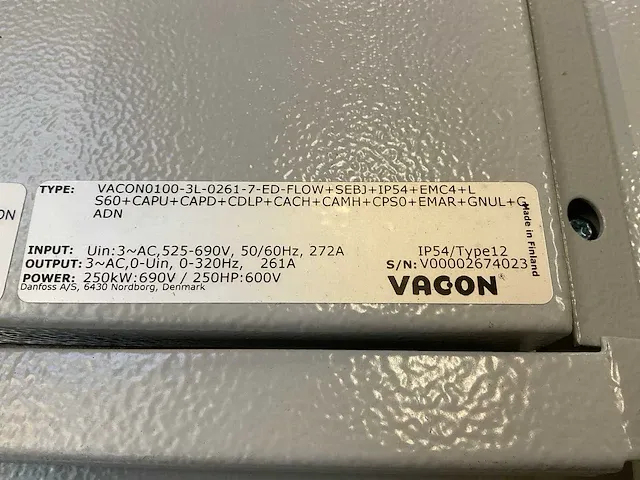 TYPE: VACON0100-3L-0261-7-ED-FLOW+SEBJ+IP54+EMC4+L
S60+CAPU+CAPD+CDLP+CACH+CAMH+CPS0+EMAR+GNUL+G
ADN
INPUT: Uin:3~AC,525-690V, 50/60Hz, 272A IP54/Type12
OUTPUT: 3~AC,0-Uin, 0-320Hz, 261A S/N: V00002674023
POWER: 250kW:690V / 250HP:600V
Danfoss A/S, 6430 Nordborg, Denmark
VACON®
Made in Finland
ON